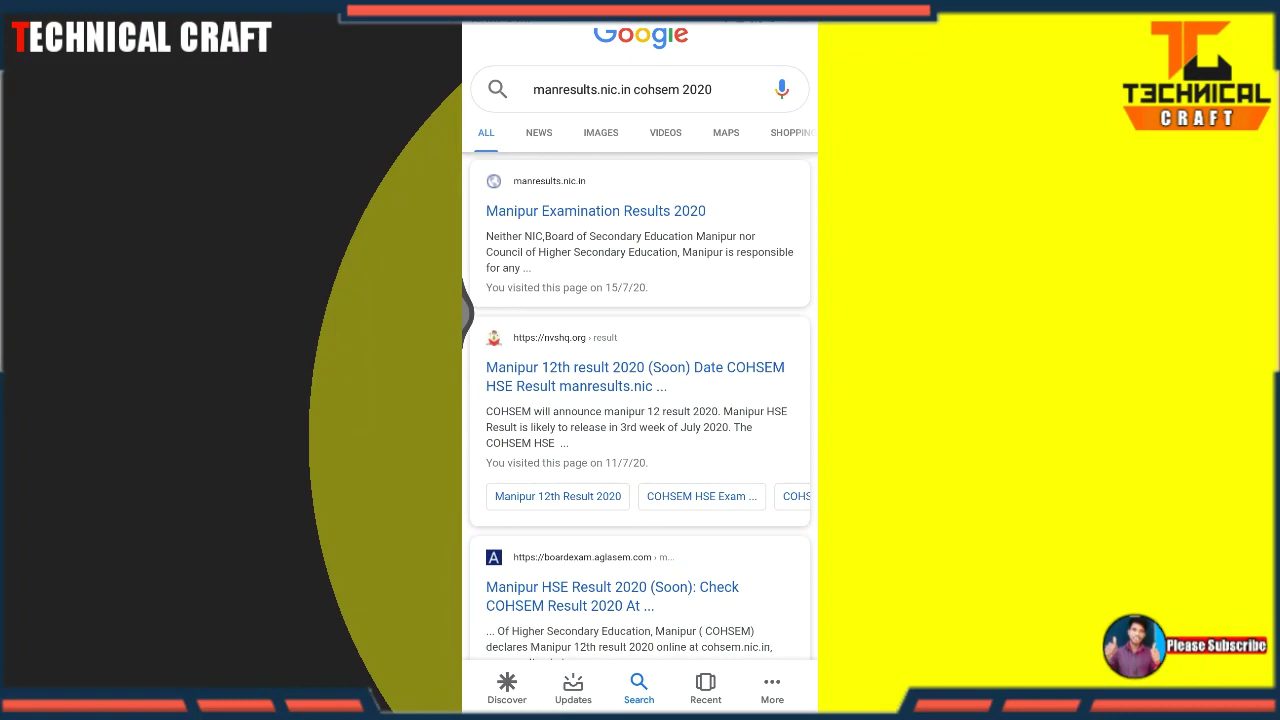 TECHNICAL CRAFT
Google
manresults.nic.in cohsem 2020
ALL NEWS IMAGES VIDEOS MAPS SHOPPIN
manresults.nic.in
Manipur Examination Results 2020
Neither NIC,Board of Secondary Education Manipur nor
Council of Higher Secondary Education, Manipur is responsible
for any ...
You visited this page on 15/7/20.
https://nvshq.org › result
Manipur 12th result 2020 (Soon) Date COHSEM
HSE Result manresults.nic ...
COHSEM will announce manipur 12 result 2020. Manipur HSE
Result is likely to release in 3rd week of July 2020. The
COHSEM HSE ...
You visited this page on 11/7/20.
Manipur 12th Result 2020 COHSEM HSE Exam ... COHS
https://boardexam.aglasem.com › m...
Manipur HSE Result 2020 (Soon): Check
COHSEM Result 2020 At ...
... Of Higher Secondary Education, Manipur ( COHSEM)
declares Manipur 12th result 2020 online at cohsem.nic.in,
Discover Updates Search Recent More
TC
T3CHNICAL
CRAFT
Please Subscribe